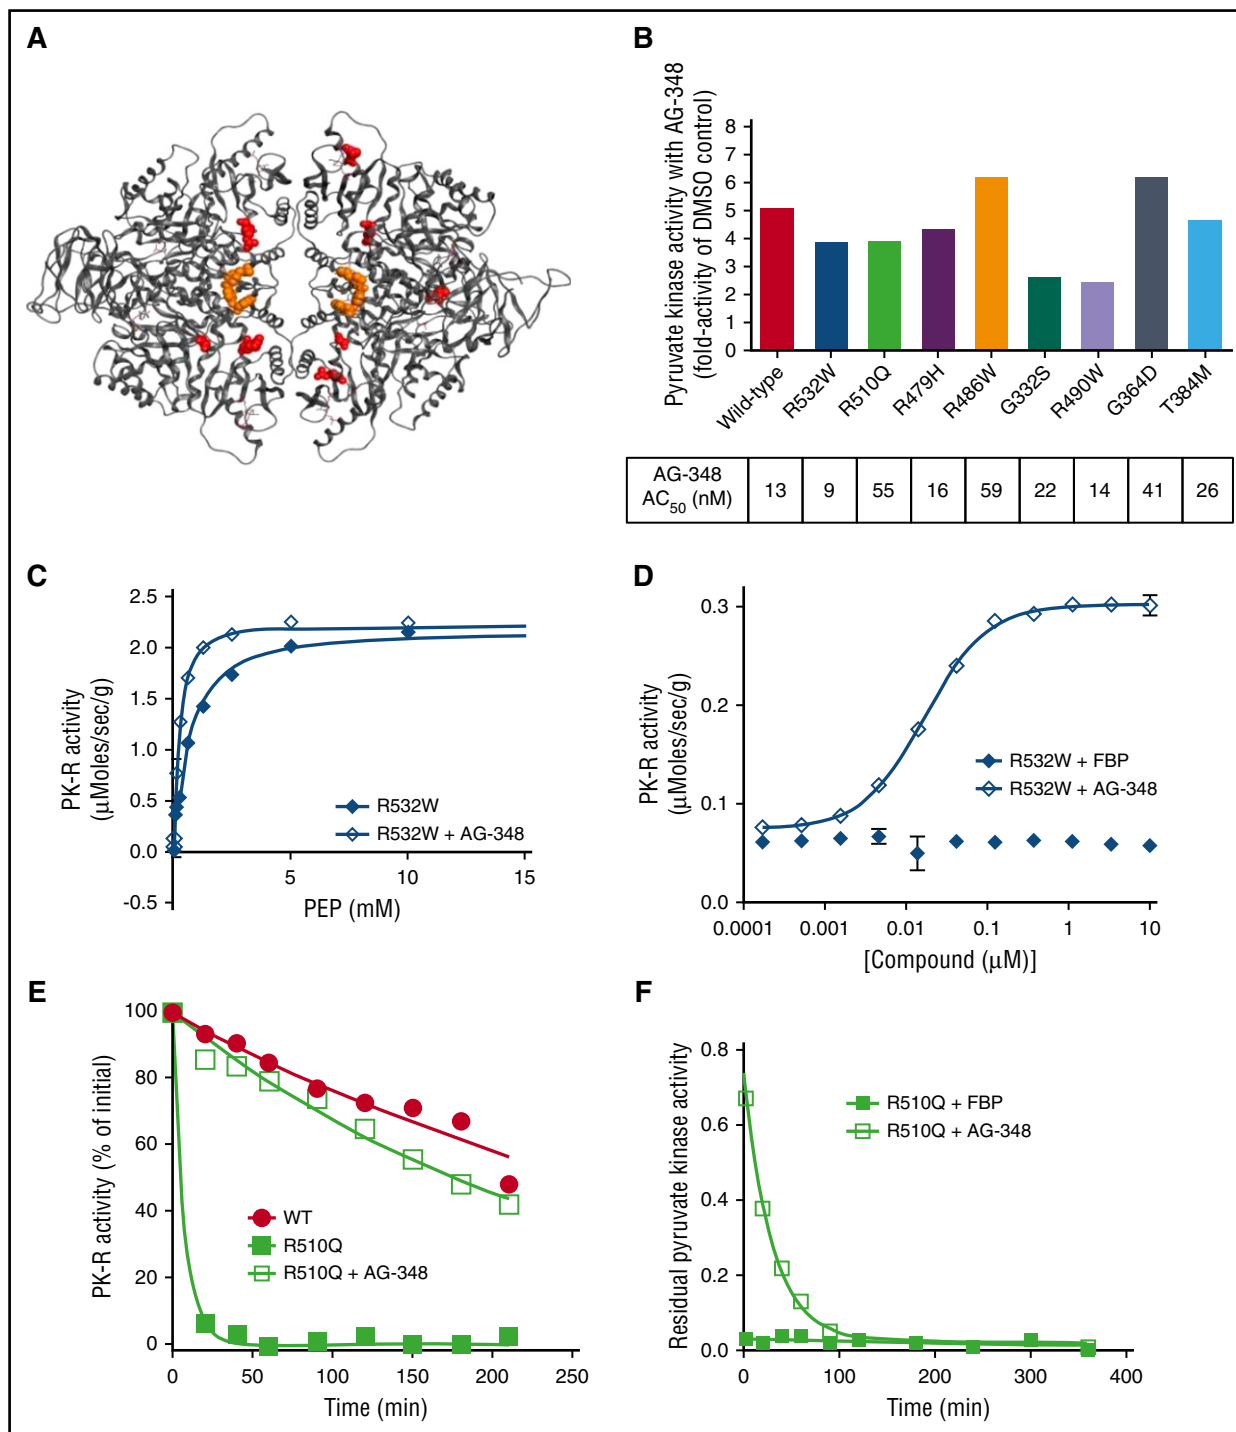 A
B
Pyruvate kinase activity with AG-348
(fold-activity of DMSO control)
8
7
6
5
4
3
2
1
0
Wild-type
R532W
R510Q
R479H
R486W
G332S
R490W
G364D
T384M
AG-348
AC50 (nM)
13
9
55
16
59
22
14
41
26
C
PK-R activity
(μMoles/sec/g)
2.5
2.0
1.5
1.0
0.5
0.0
-0.5
5
10
15
PEP (mM)
R532W
R532W + AG-348
D
PK-R activity
(μMoles/sec/g)
0.3
0.2
0.1
0.0
0.0001
0.001
0.01
0.1
1
10
[Compound (μM)]
R532W + FBP
R532W + AG-348
E
PK-R activity (% of initial)
100
80
60
40
20
0
0
50
100
150
200
250
Time (min)
WT
R510Q
R510Q + AG-348
F
Residual pyruvate kinase activity
0.8
0.6
0.4
0.2
0.0
0
100
200
300
400
Time (min)
R510Q + FBP
R510Q + AG-348